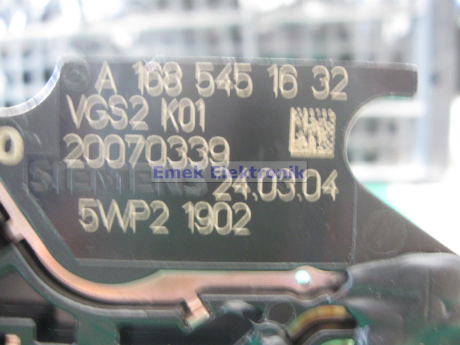 A 168 545 16 32
VGS2 K01
20070339
Emek Elektronik
SIEMENS 24.03.04
5WP2 1902